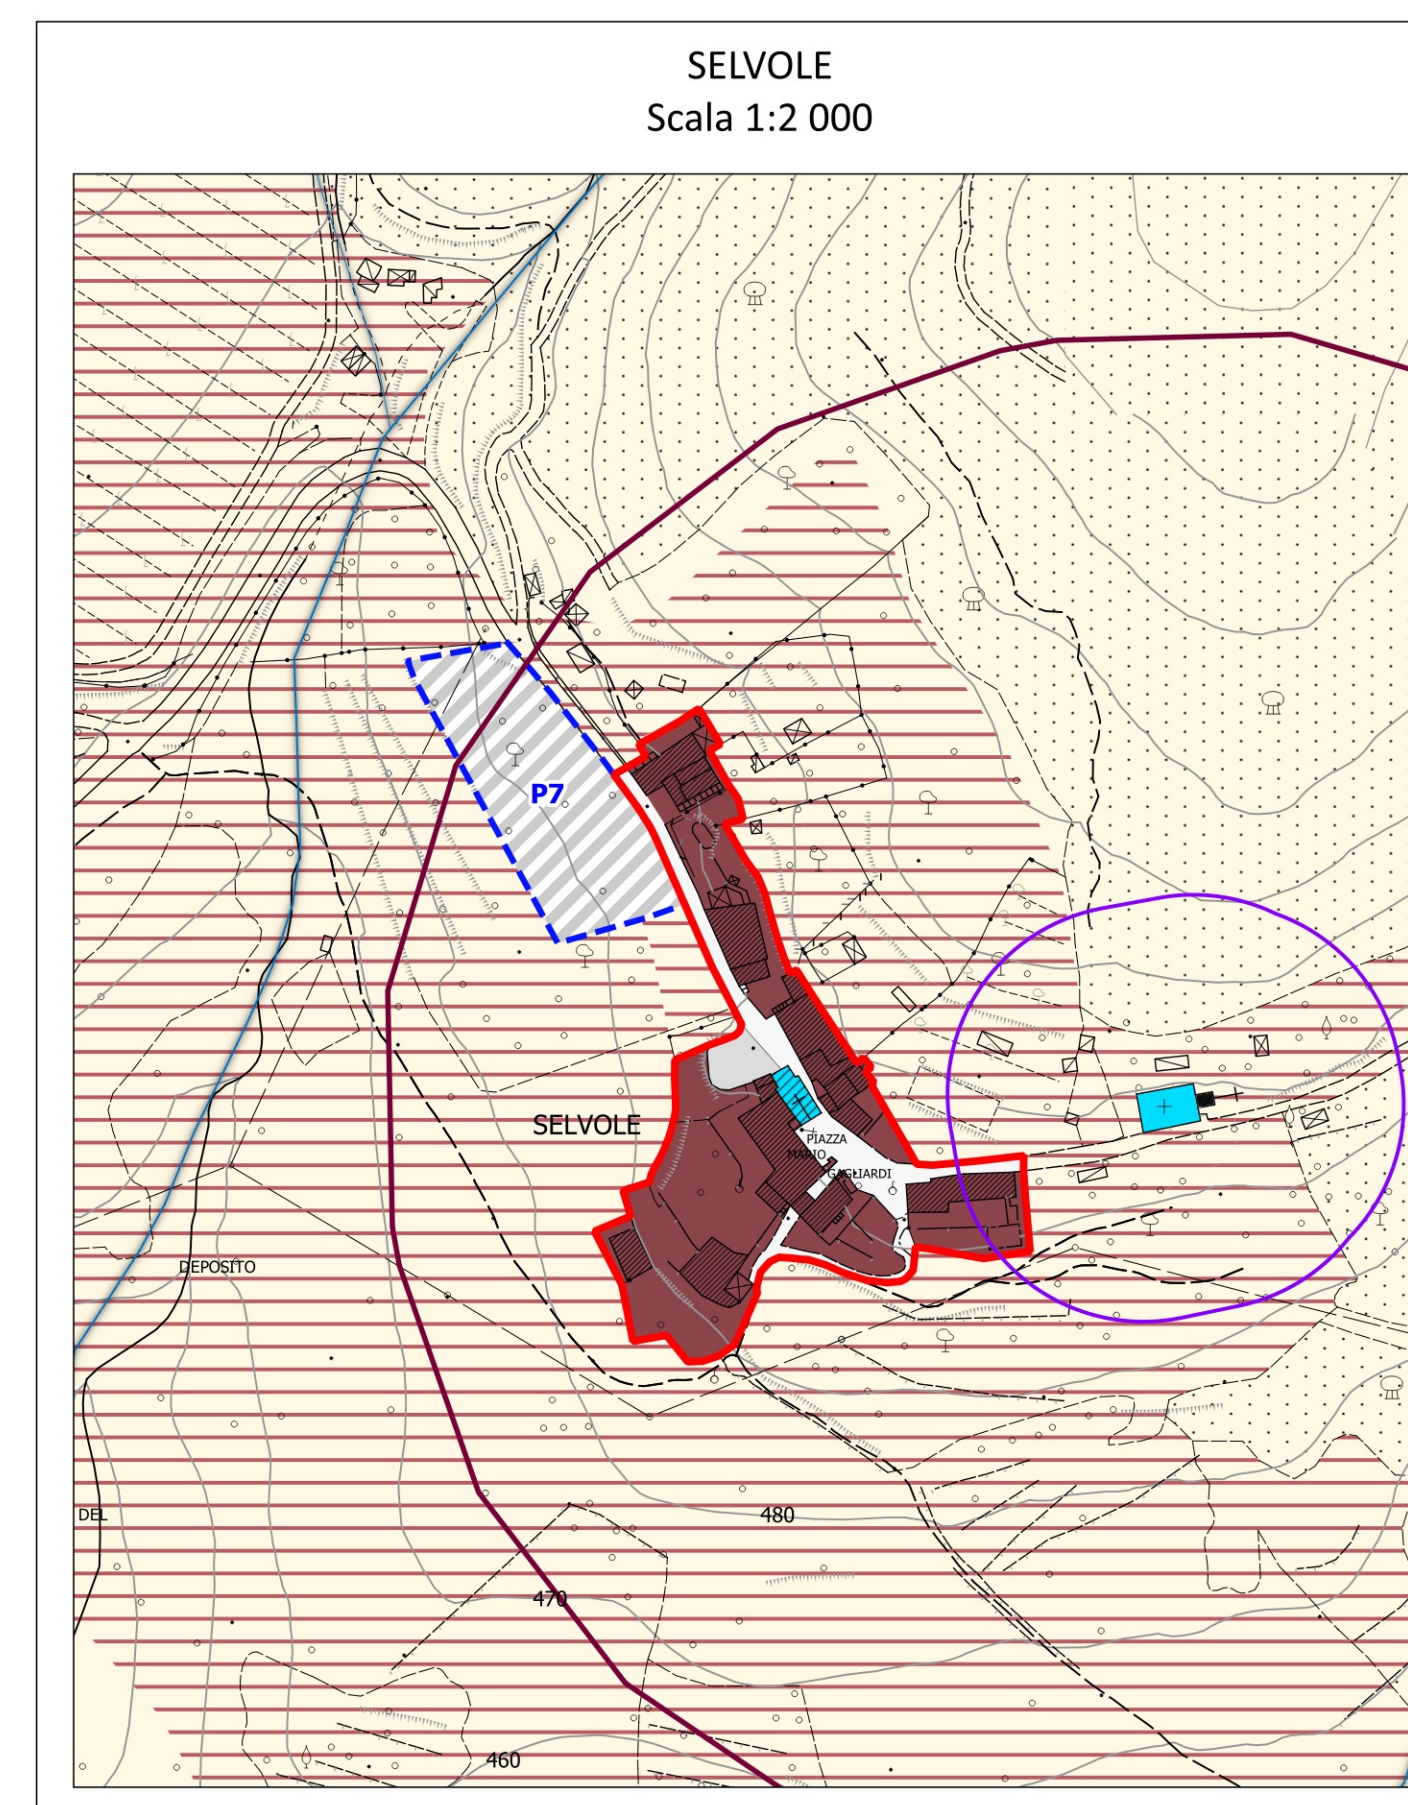 SELVOLE
Scala 1:2 000
P7
SELVOLE
PIAZZA
MARIO
GAGLIARDI
DEPOSITO
DEL
480
470
460